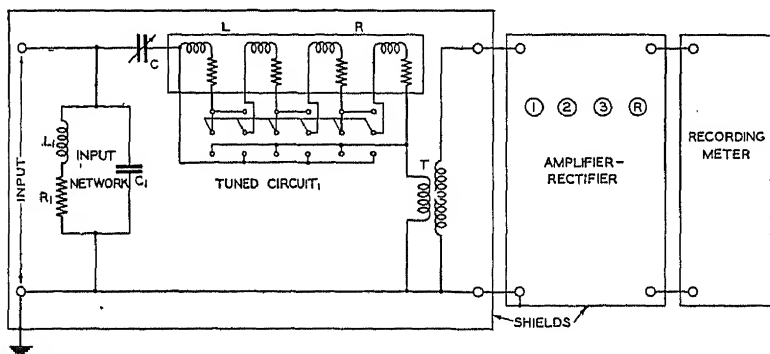 L
R
C
INPUT
L1
R1
INPUT
NETWORK
C1
TUNED CIRCUIT1
T
1 2 3 R
AMPLIFIER-
RECTIFIER
RECORDING
METER
SHIELDS